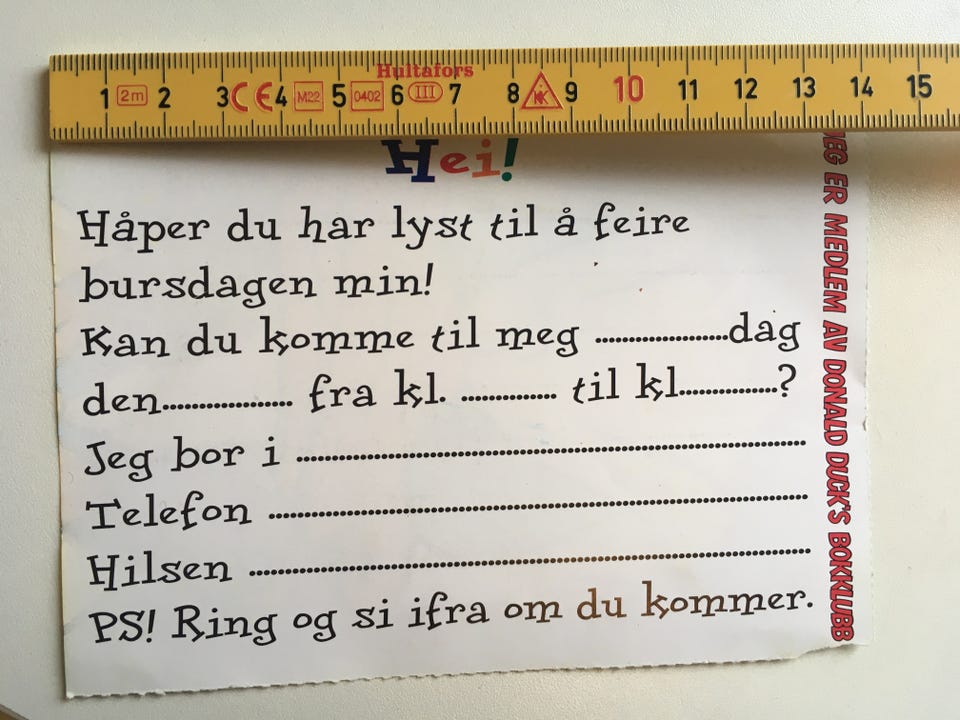 Hultafors
1 2m 2 3 CE 4 M22 5 0402 6 III 7 8 9 10 11 12 13 14 15
Hei!
Håper du har lyst til å feire
bursdagen min!
Kan du komme til meg ......................dag
den...................... fra kl. ................ til kl................?
Jeg bor i ................................................................
Telefon ................................................................
Hilsen ................................................................
PS! Ring og si ifra om du kommer.
JEG ER MEDLEM AV DONALD DUCK'S BOKKLUBB